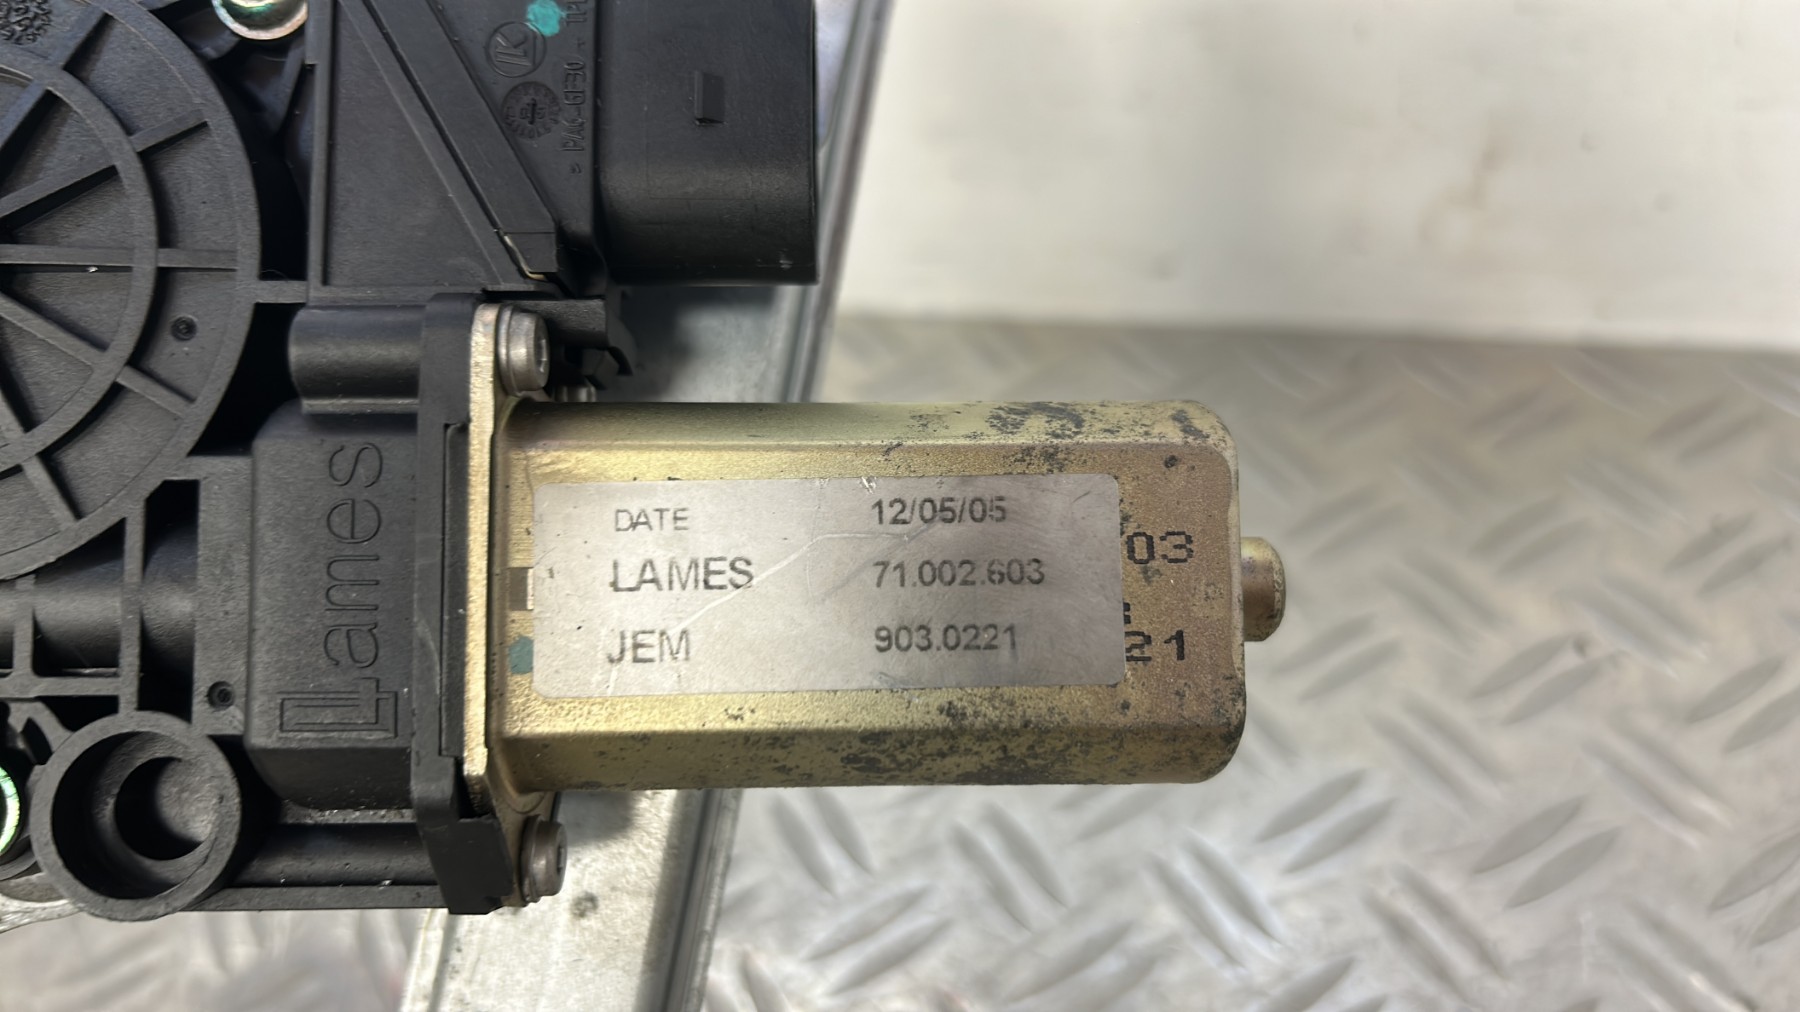 DATE 12/05/05
LAMES 71.002.603
JEM 903.0221
03
21
Lames